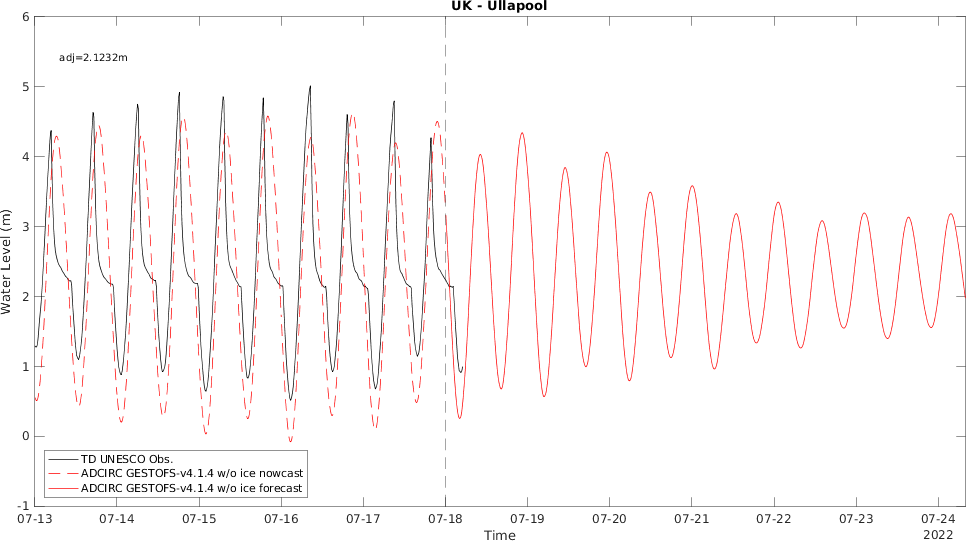 UK - Ullapool
adj=2.1232m
Water Level (m)
6
5
4
3
2
1
0
-1
TD UNESCO Obs.
ADCIRC GESTOFS-v4.1.4 w/o ice nowcast
ADCIRC GESTOFS-v4.1.4 w/o ice forecast
07-13 07-14 07-15 07-16 07-17 07-18 07-19 07-20 07-21 07-22 07-23 07-24
Time
2022